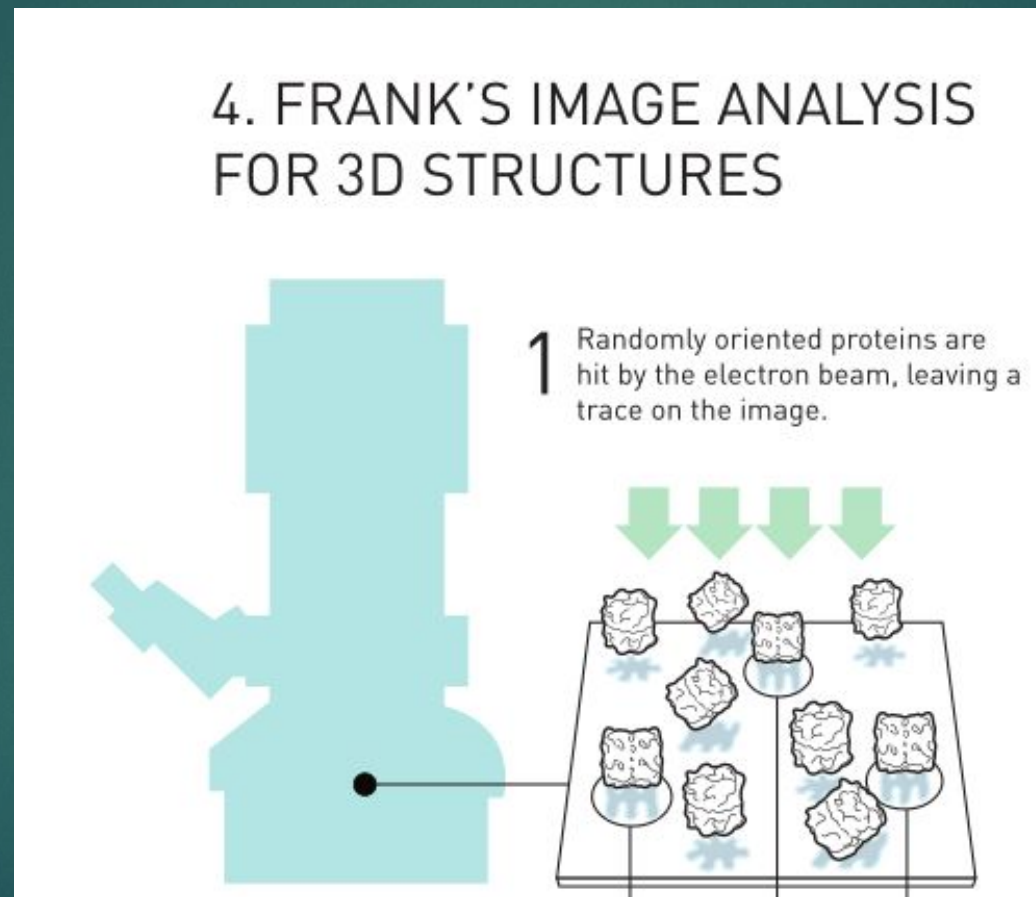 4. FRANK'S IMAGE ANALYSIS
FOR 3D STRUCTURES
1 Randomly oriented proteins are
hit by the electron beam, leaving a
trace on the image.